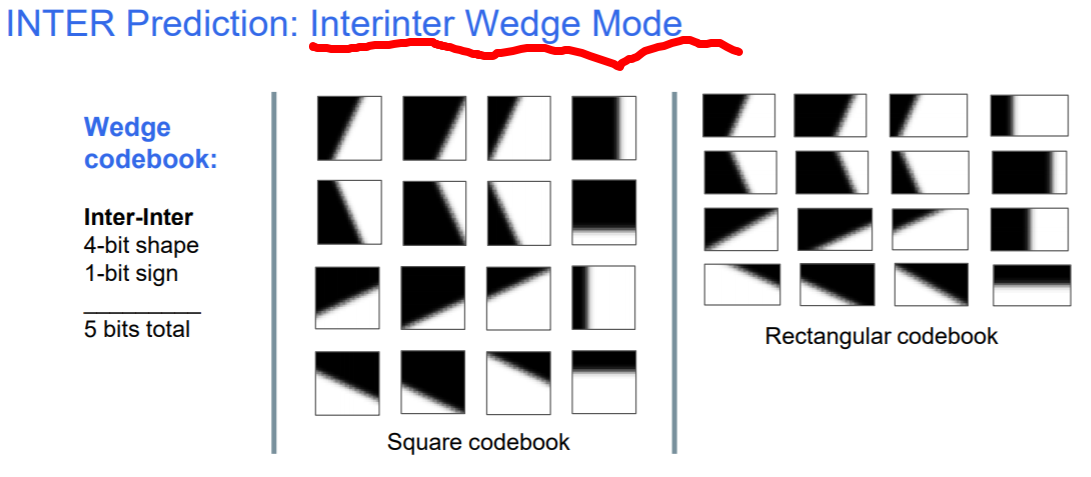 INTER Prediction: Interinter Wedge Mode
Wedge
codebook:
Inter-Inter
4-bit shape
1-bit sign
5 bits total
Square codebook
Rectangular codebook